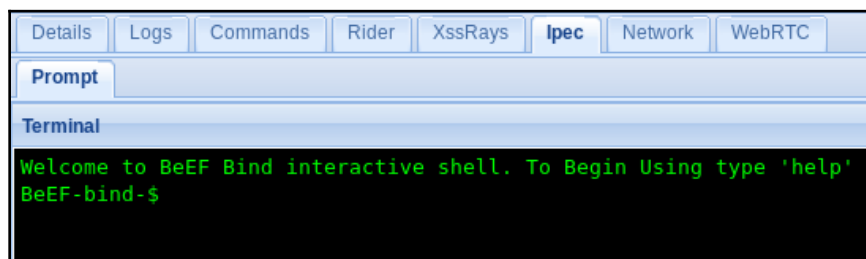 Details Logs Commands Rider XssRays Ipec Network WebRTC
Prompt
Terminal
Welcome to BeEF Bind interactive shell. To Begin Using type 'help'
BeEF-bind-$